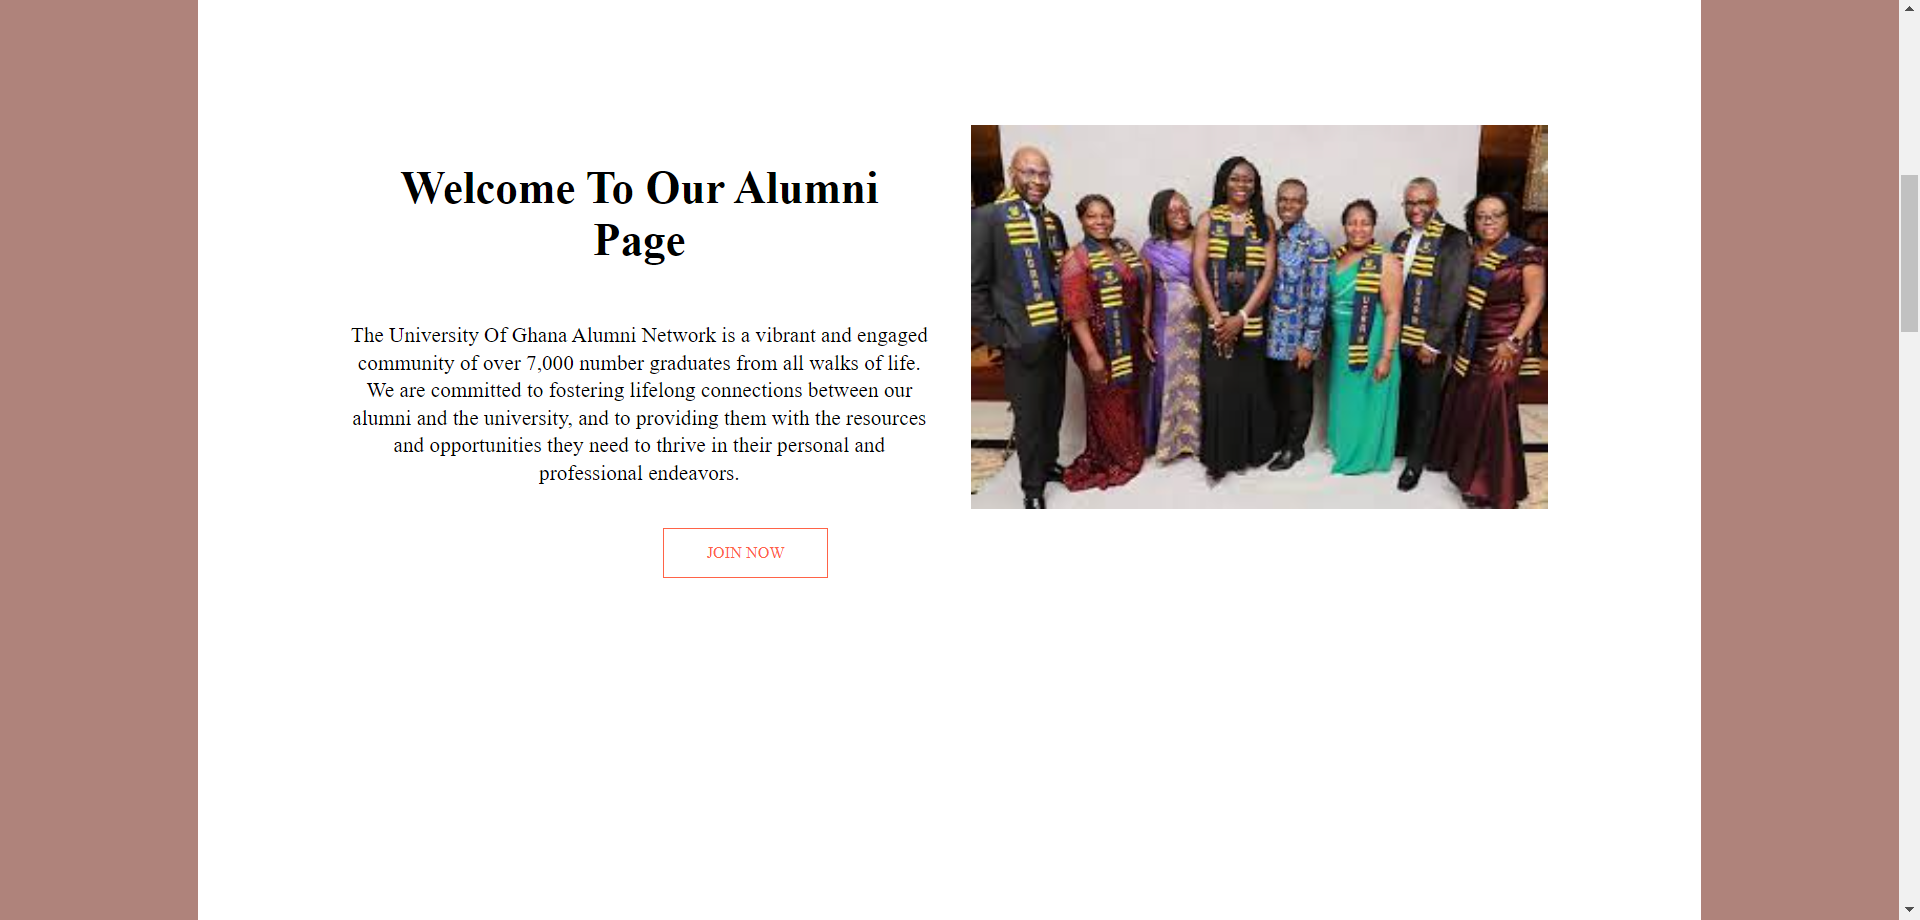 Welcome To Our Alumni
Page
The University Of Ghana Alumni Network is a vibrant and engaged
community of over 7,000 number graduates from all walks of life.
We are committed to fostering lifelong connections between our
alumni and the university, and to providing them with the resources
and opportunities they need to thrive in their personal and
professional endeavors.
JOIN NOW